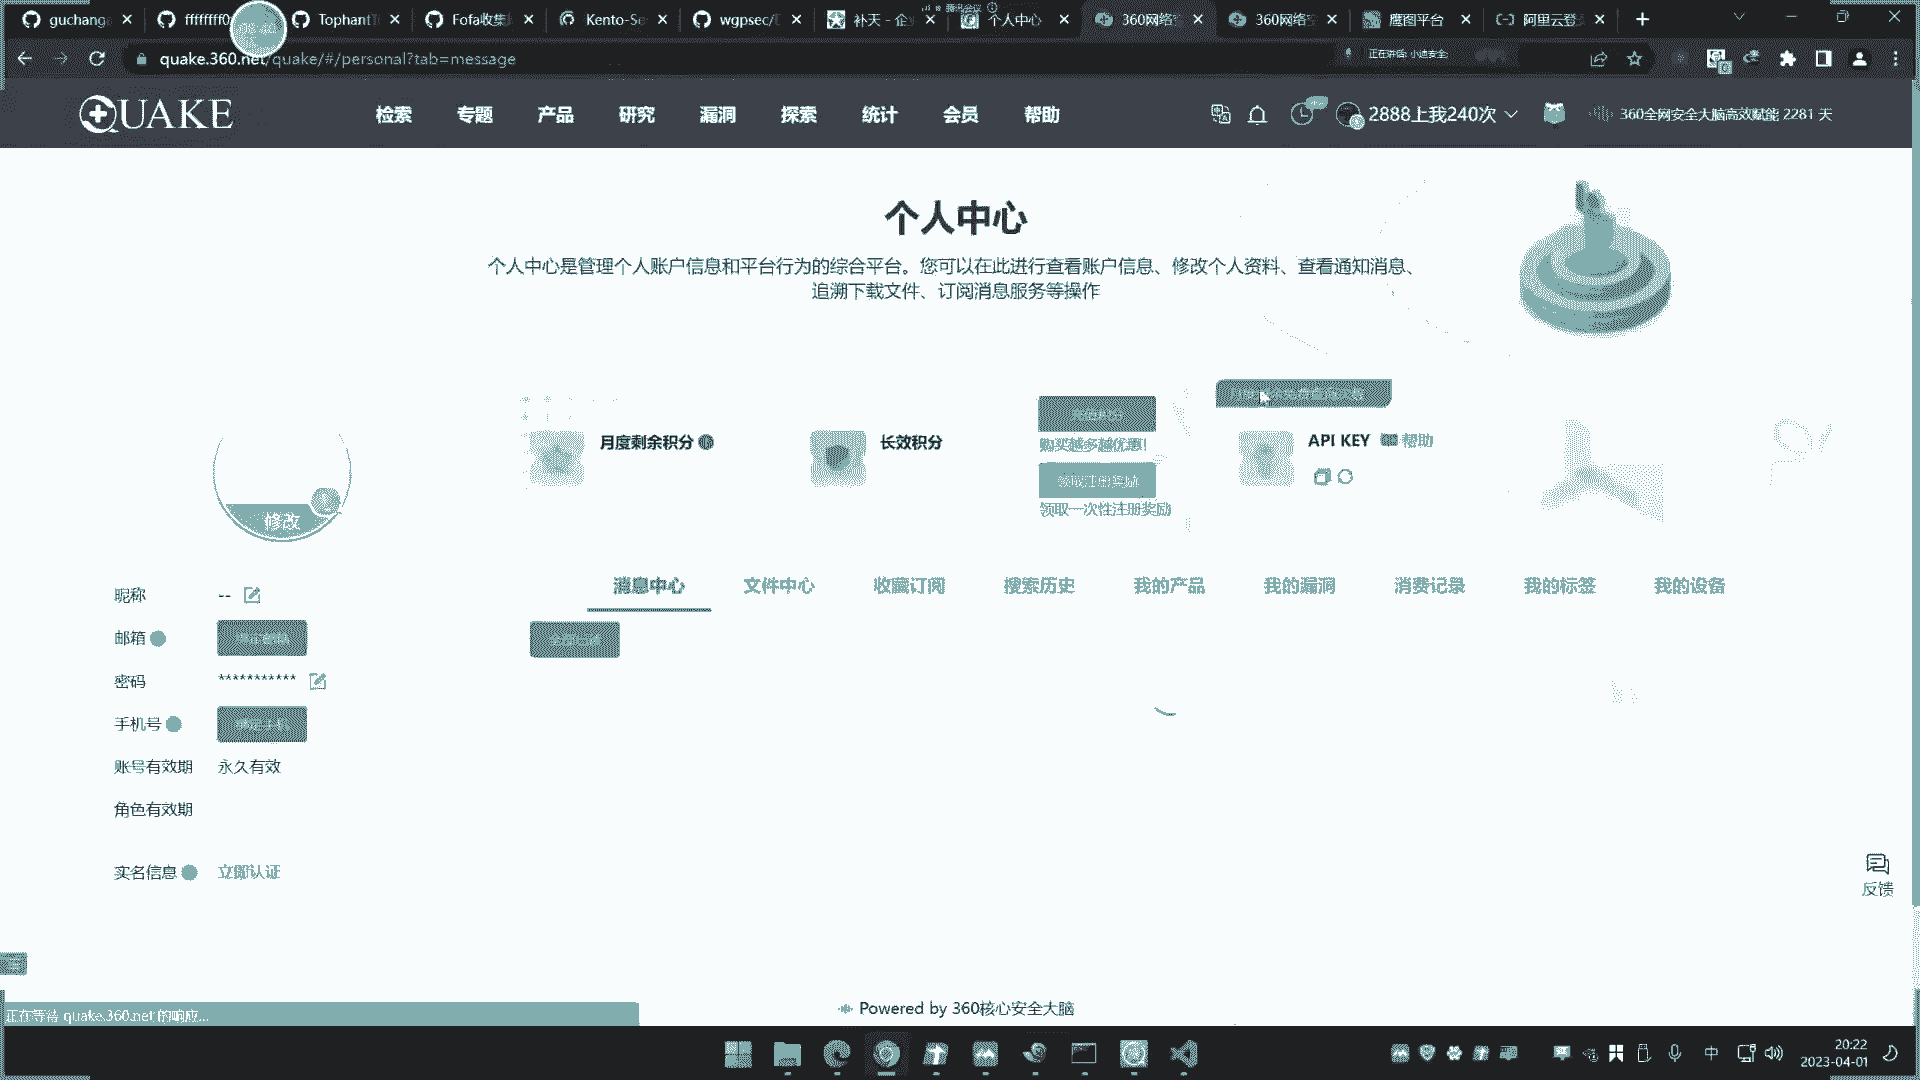 guchang
ffffffff0
Tophant
Fofa收集
Kento-Se
wgpsec/
补天 - 企
个人中心
360网络
360网络
鹰图平台
阿里云登
quake.360.net/quake/#/personal?tab=message
正在讲话: 小迪安全
QUAKE
检索
专题
产品
研究
漏洞
探索
统计
会员
帮助
2888上我240次
360全网安全大脑高效赋能 2281 天
个人中心
个人中心是管理个人账户信息和平台行为的综合平台。您可以在此进行查看账户信息、修改个人资料、查看通知消息、
追溯下载文件、订阅消息服务等操作
月度剩余积分
长效积分
购买越多越优惠!
领取注册奖励
领取一次性注册奖励
API KEY
帮助
修改
消息中心
文件中心
收藏订阅
搜索历史
我的产品
我的漏洞
消费记录
我的标签
我的设备
昵称 --
邮箱
密码 ***********
手机号
账号有效期 永久有效
角色有效期
实名信息 立即认证
反馈
Powered by 360核心安全大脑
正在等待 quake.360.net 的响应...
中
20:22
2023-04-01